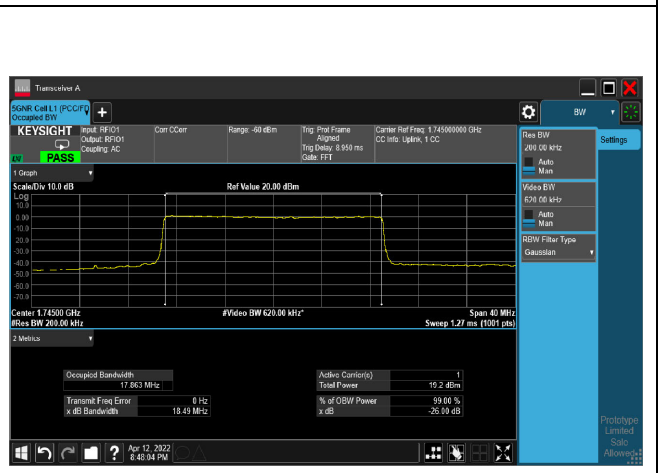 Transceiver A
5GNR Cell L1 (PCC/FD
Occupied BW
+
BW
KEYSIGHT
Input: RFIO1
Output: RFIO1
Coupling: AC
Corr CCorr
Range: -60 dBm
Trig: Prot Frame
Aligned
Trig Delay: 8.950 ms
Gate: FFT
Carrier Ref Freq: 1.745000000 GHz
CC Info: Uplink, 1 CC
PASS
1 Graph
Scale/Div 10.0 dB
Ref Value 20.00 dBm
Log
10.0
0.00
-10.0
-20.0
-30.0
-40.0
-50.0
-60.0
-70.0
Center 1.74500 GHz
#Video BW 620.00 kHz*
Span 40 MHz
#Res BW 200.00 kHz
Sweep 1.27 ms (1001 pts)
2 Metrics
Occupied Bandwidth
17.863 MHz
Transmit Freq Error 0 Hz
x dB Bandwidth 18.49 MHz
Active Carrier(s) 1
Total Power 19.2 dBm
% of OBW Power 99.00 %
x dB -26.00 dB
Res BW
200.00 kHz
Auto
Man
Video BW
620.00 kHz
Auto
Man
RBW Filter Type
Gaussian
Settings
Prototype
Limited
Solo
Allowed
?
Apr 12, 2022
8:48:04 PM